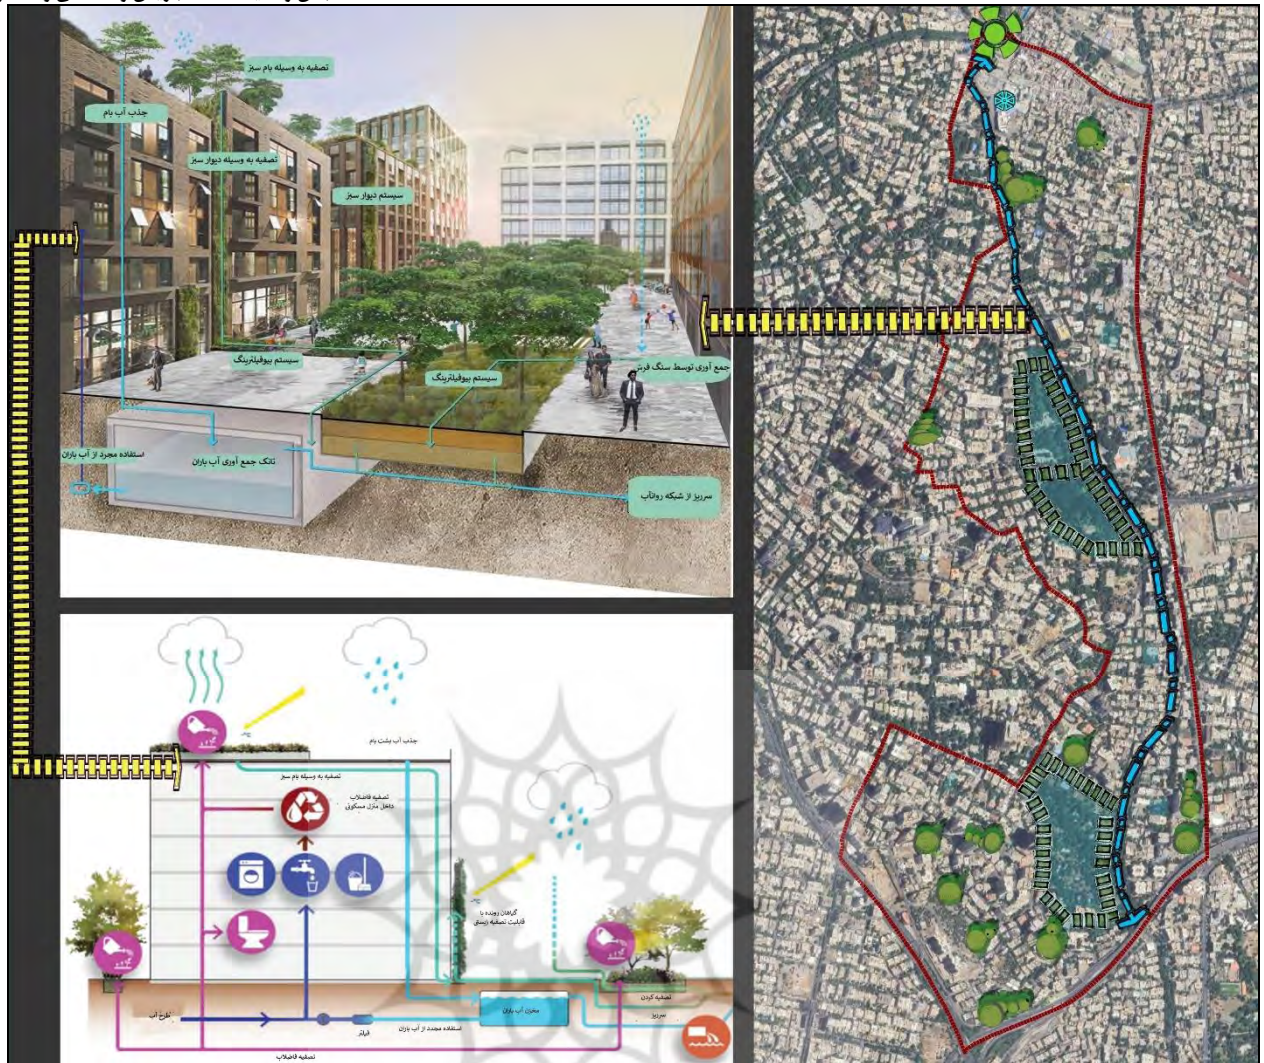 تصفیه به وسیله بام سبز
جذب آب بام
تصفیه به وسیله دیوار سبز
سیستم دیوار سبز
سیستم بیوفیلترینگ
سیستم بیوفیلترینگ
جمع آوری توسط سنگ فرش
استفاده مجرد از آب باران
تانک جمع آوری آب باران
سرریز از شبکه رواناب
جذب آب پشت بام
تصفیه به وسیله بام سبز
تصفیه فاضلاب
داخل منزل مسکونی
گیاهان رونده با
قابلیت تصفیه زیستی
تصفیه کردن
سرریز
مخزن آب باران
استفاده مجدد از آب باران
فیلتر
تصفیه فاضلاب